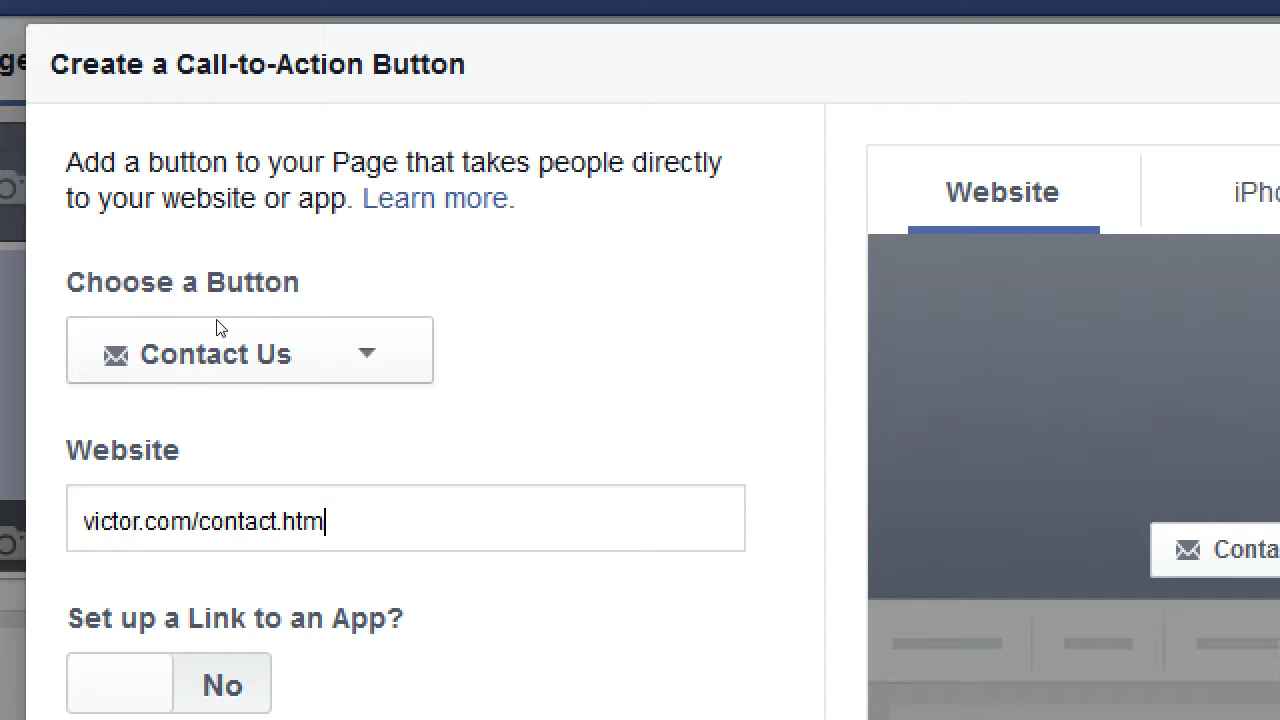 Create a Call-to-Action Button
Add a button to your Page that takes people directly
to your website or app. Learn more.
Website
Choose a Button
Contact Us
Website
victor.com/contact.htm
Set up a Link to an App?
No